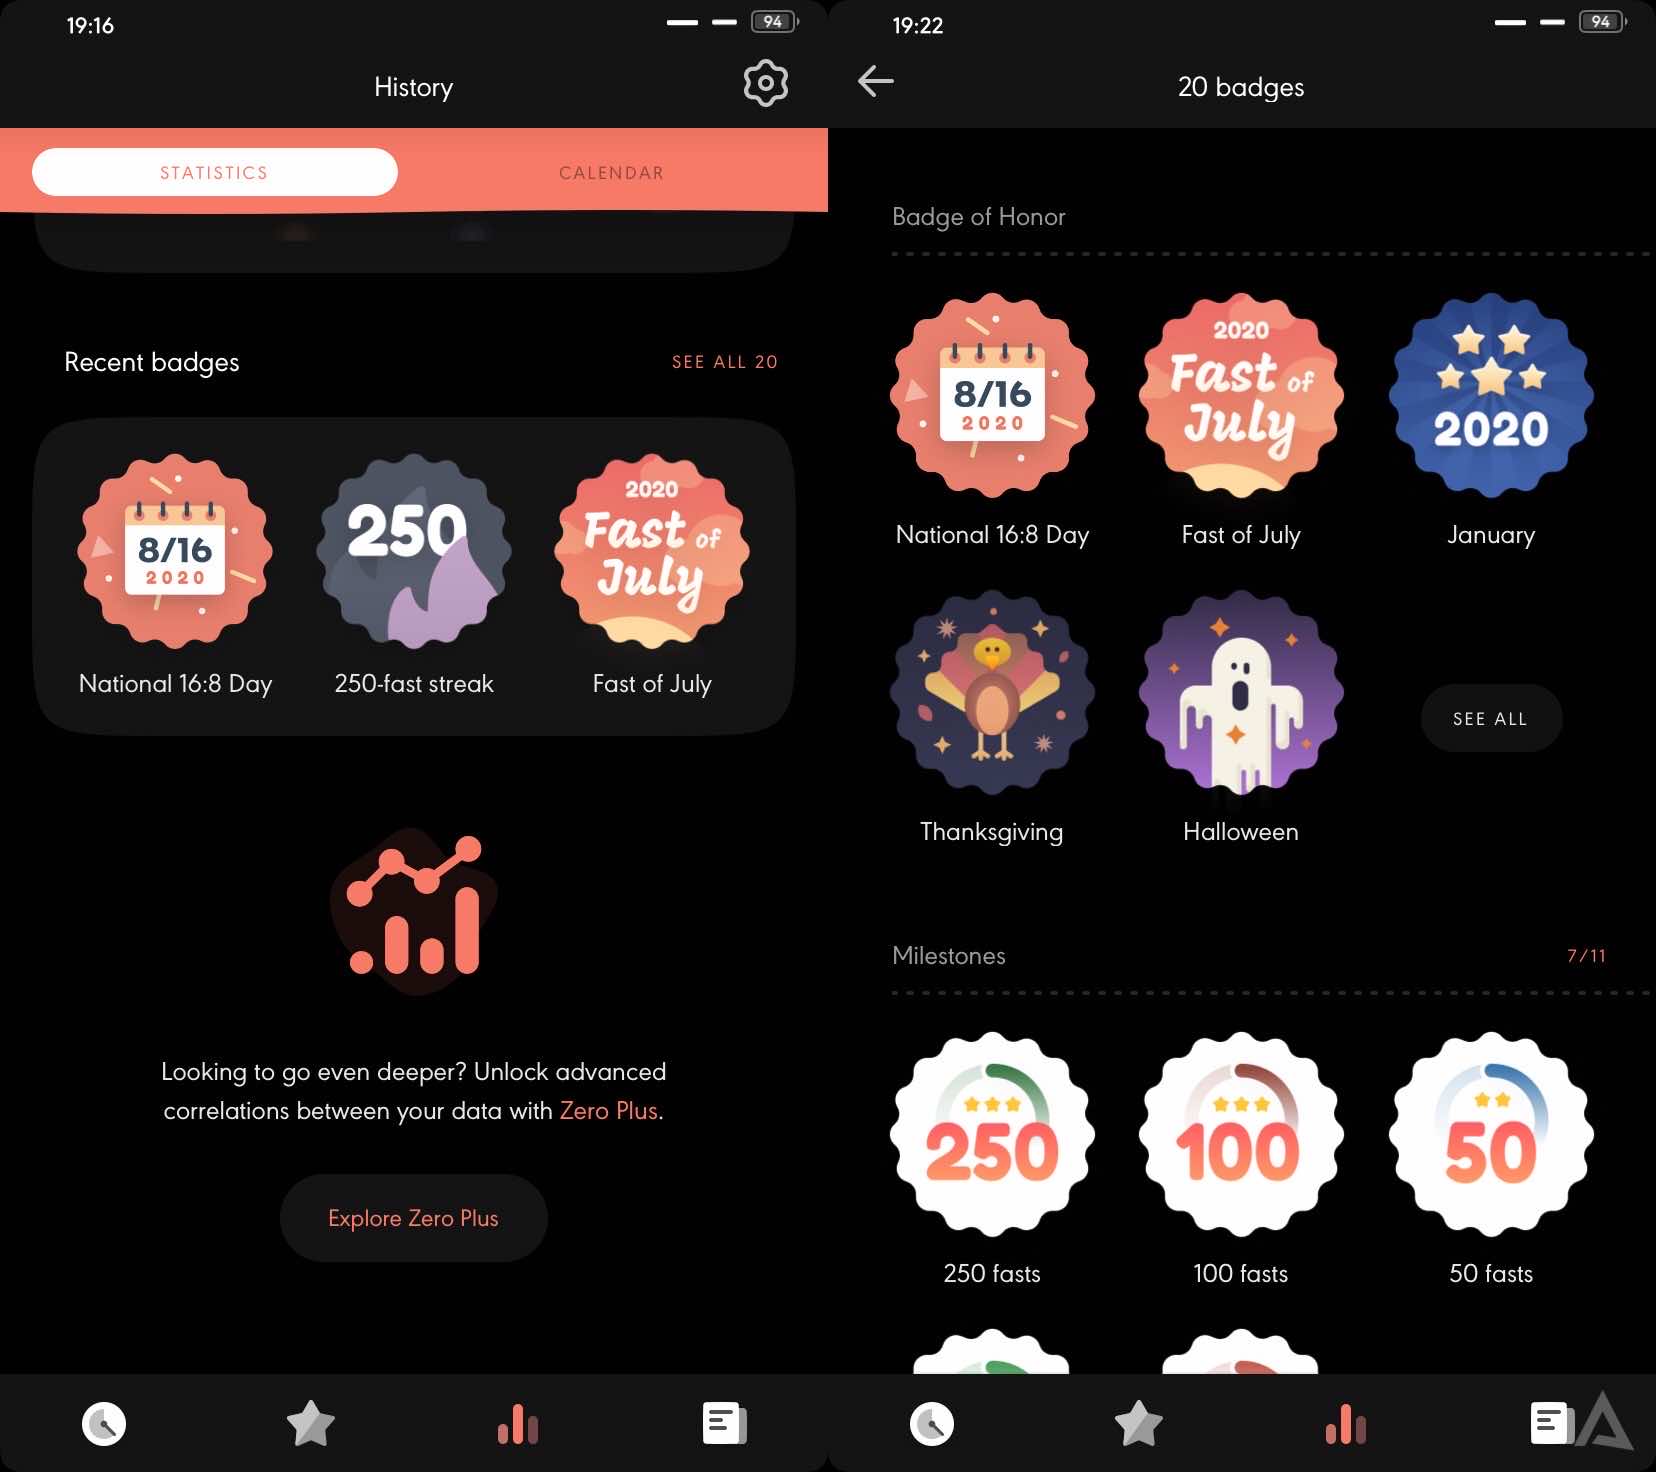 19:16
94
History
STATISTICS
CALENDAR
Recent badges
SEE ALL 20
8/16
2020
250
2020
Fast of
July
National 16:8 Day
250-fast streak
Fast of July
Looking to go even deeper? Unlock advanced
correlations between your data with Zero Plus.
Explore Zero Plus
19:22
94
20 badges
Badge of Honor
8/16
2020
2020
Fast of
July
2020
National 16:8 Day
Fast of July
January
SEE ALL
Thanksgiving
Halloween
Milestones
7/11
250
100
50
250 fasts
100 fasts
50 fasts